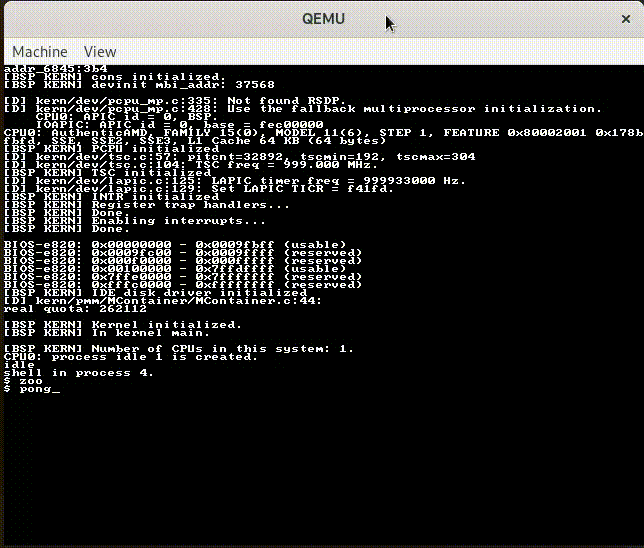 QEMU
Machine View
addr_6845:3b4
[BSP KERN] cons initialized.
[BSP KERN] devinit mbi_addr: 37568
[D] kern/dev/pcpu_mp.c:335: Not found RSDP.
[D] kern/dev/pcpu_mp.c:428: Use the fallback multiprocessor initialization.
CPU0: APIC id = 0, BSP.
IOAPIC: APIC id = 0, base = fec00000
CPU0: AuthenticAMD, FAMILY 15(0), MODEL 11(6), STEP 1, FEATURE 0x80002001 0x178b
fbfd, SSE, SSE2, SSE3, L1 Cache 64 KB (64 bytes)
[BSP KERN] PCPU initialized
[D] kern/dev/tsc.c:57: pitcnt=32892, tscmin=192, tscmax=304
[D] kern/dev/tsc.c:104: TSC freq = 999.000 MHz.
[BSP KERN] TSC initialized
[D] kern/dev/lapic.c:125: LAPIC timer freq = 999933000 Hz.
[D] kern/dev/lapic.c:129: Set LAPIC TICR = f41fd.
[BSP KERN] INTR initialized
[BSP KERN] Register trap handlers...
[BSP KERN] Done.
[BSP KERN] Enabling interrupts...
[BSP KERN] Done.
BIOS-e820: 0x00000000 - 0x0009fbff (usable)
BIOS-e820: 0x0009fc00 - 0x0009ffff (reserved)
BIOS-e820: 0x000f0000 - 0x000fffff (reserved)
BIOS-e820: 0x00100000 - 0x7ffdffff (usable)
BIOS-e820: 0x7ffe0000 - 0x7fffffff (reserved)
BIOS-e820: 0xfffc0000 - 0xffffffff (reserved)
[BSP KERN] IDE disk driver initialized
[D] kern/pmm/MContainer/MContainer.c:44:
real quota: 262112
[BSP KERN] Kernel initialized.
[BSP KERN] In kernel main.
[BSP KERN] Number of CPUs in this system: 1.
CPU0: process idle 1 is created.
idle
shell in process 4.
$ zoo
$ pong_